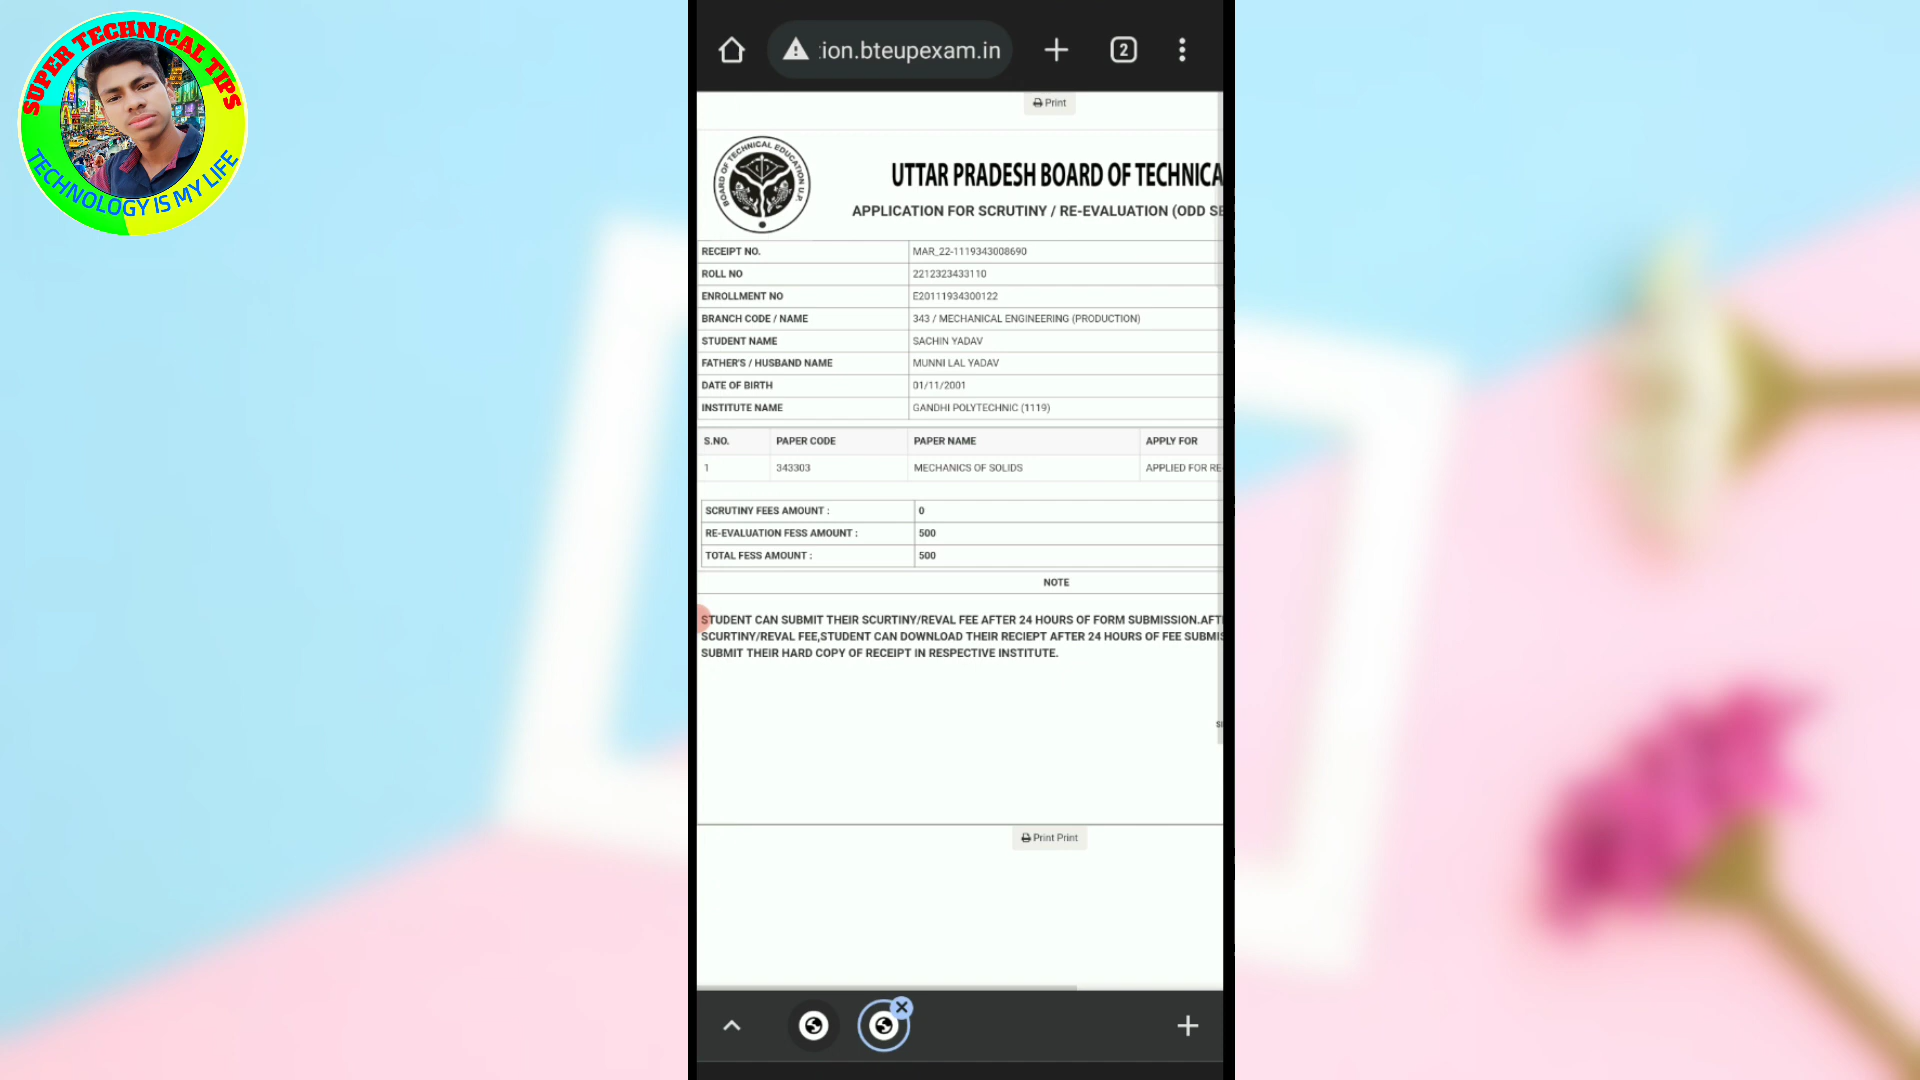 SUPER TECHNICAL TIPS
TECHNOLOGY IS MY LIFE
ion.bteupexam.in
2
Print
BOARD OF TECHNICAL EDUCATION U.P.
UTTAR PRADESH BOARD OF TECHNICA
APPLICATION FOR SCRUTINY / RE-EVALUATION (ODD SE
RECEIPT NO. MAR_22-1119343008690
ROLL NO 2212323433110
ENROLLMENT NO E20111934300122
BRANCH CODE / NAME 343 / MECHANICAL ENGINEERING (PRODUCTION)
STUDENT NAME SACHIN YADAV
FATHER'S / HUSBAND NAME MUNNI LAL YADAV
DATE OF BIRTH 01/11/2001
INSTITUTE NAME GANDHI POLYTECHNIC (1119)
S.NO. PAPER CODE PAPER NAME APPLY FOR
1 343303 MECHANICS OF SOLIDS APPLIED FOR RE-
SCRUTINY FEES AMOUNT : 0
RE-EVALUATION FESS AMOUNT : 500
TOTAL FESS AMOUNT : 500
NOTE
STUDENT CAN SUBMIT THEIR SCURTINY/REVAL FEE AFTER 24 HOURS OF FORM SUBMISSION.AFT
SCURTINY/REVAL FEE,STUDENT CAN DOWNLOAD THEIR RECIEPT AFTER 24 HOURS OF FEE SUBMIS
SUBMIT THEIR HARD COPY OF RECEIPT IN RESPECTIVE INSTITUTE.
Print Print